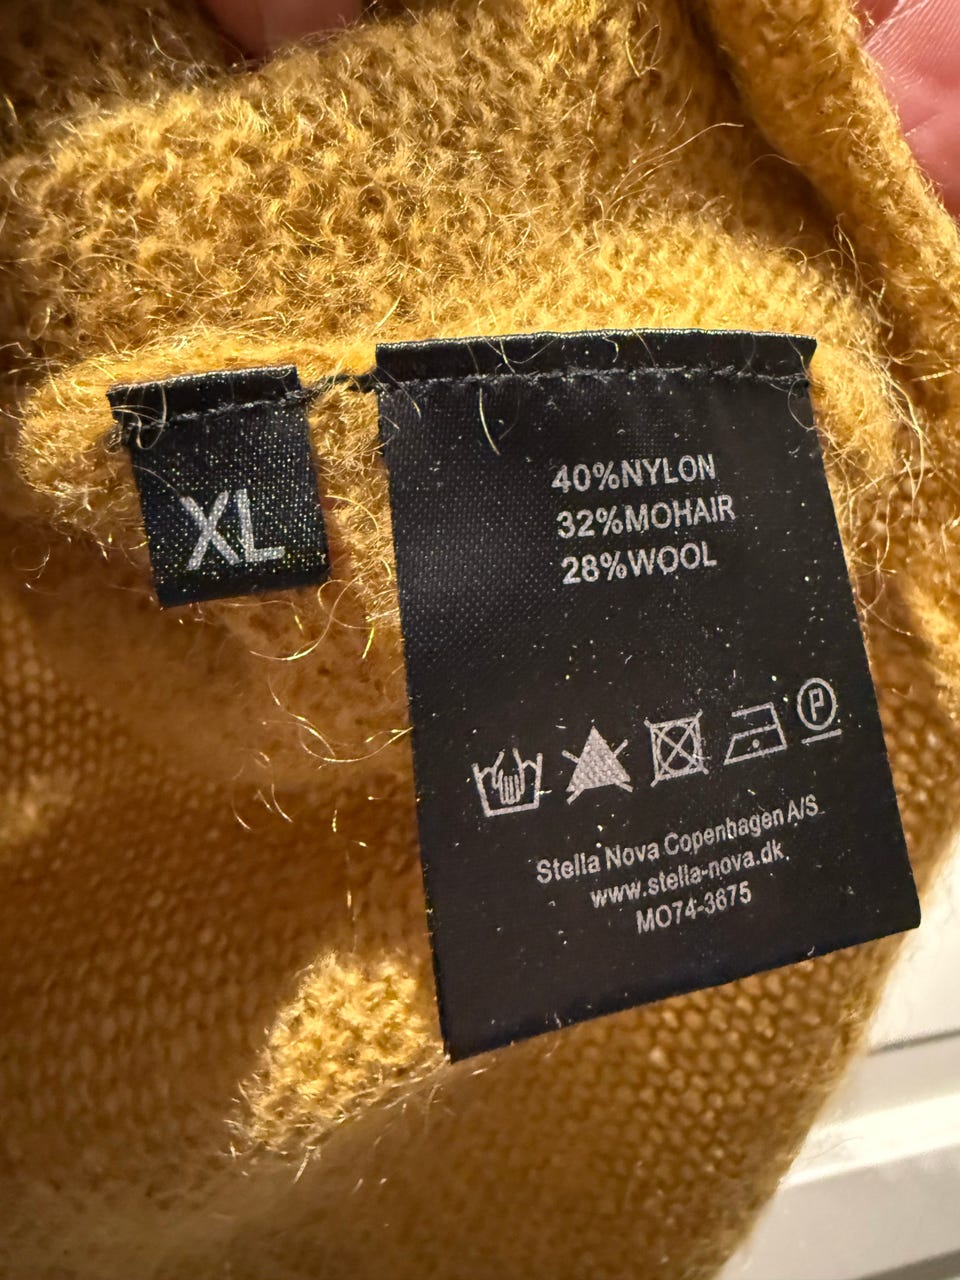 XL
40%NYLON
32%MOHAIR
28%WOOL
P
Stella Nova Copenhagen A/S
www.stella-nova.dk
MO74-3675